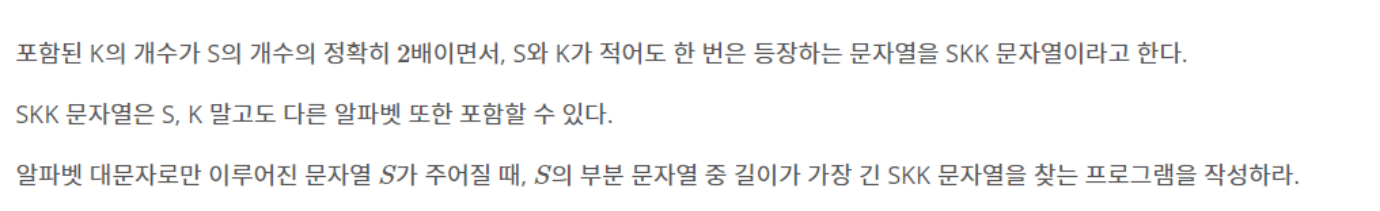 포함된 K의 개수가 S의 개수의 정확히 2배이면서, S와 K가 적어도 한 번은 등장하는 문자열을 SKK 문자열이라고 한다.
SKK 문자열은 S, K 말고도 다른 알파벳 또한 포함할 수 있다.
알파벳 대문자로만 이루어진 문자열 S가 주어질 때, S의 부분 문자열 중 길이가 가장 긴 SKK 문자열을 찾는 프로그램을 작성하라.